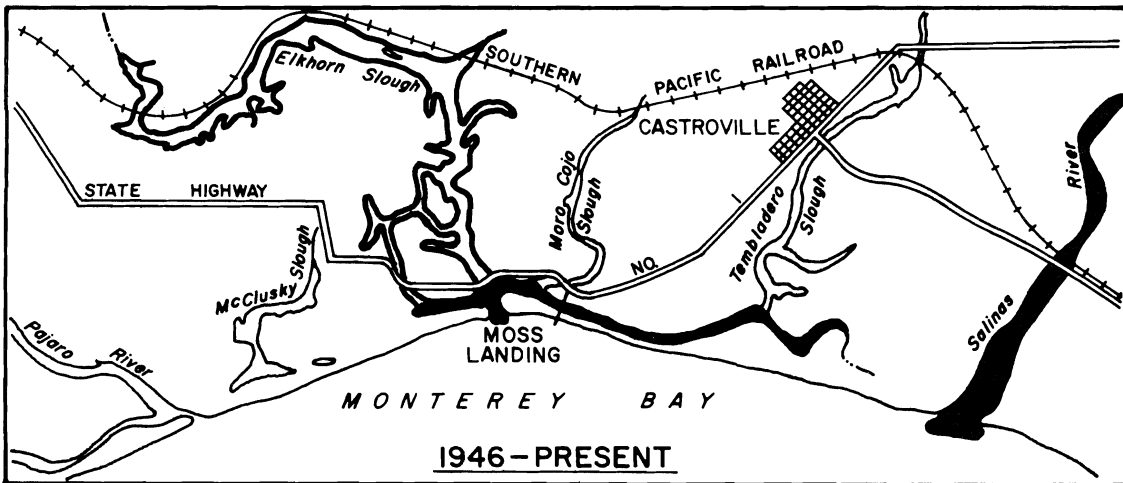 Elkhorn Slough
SOUTHERN PACIFIC RAILROAD
CASTROVILLE
STATE HIGHWAY NO. 1
Moro Cojo
Slough
Tembladero
Slough
River
Salinas
McClusky Slough
Pajaro River
MOSS
LANDING
MONTEREY BAY
1946-PRESENT